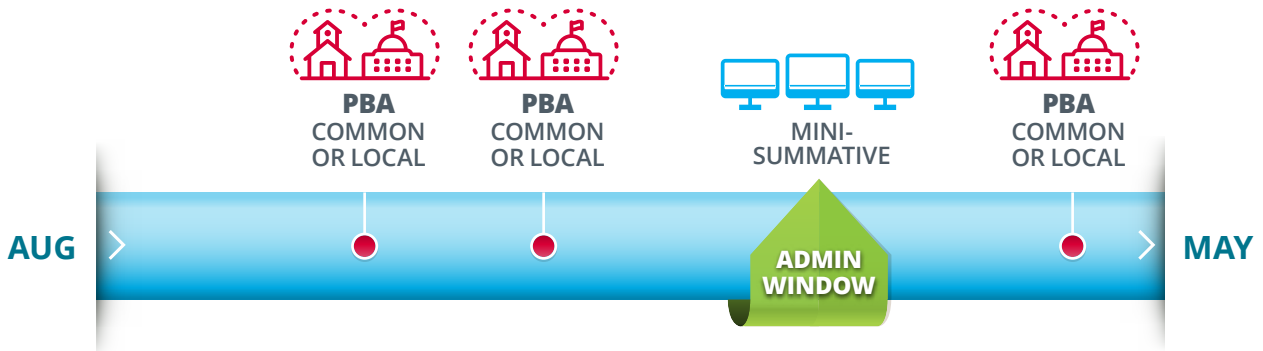 PBA
COMMON
OR LOCAL
PBA
COMMON
OR LOCAL
MINI-
SUMMATIVE
PBA
COMMON
OR LOCAL
AUG
ADMIN
WINDOW
MAY